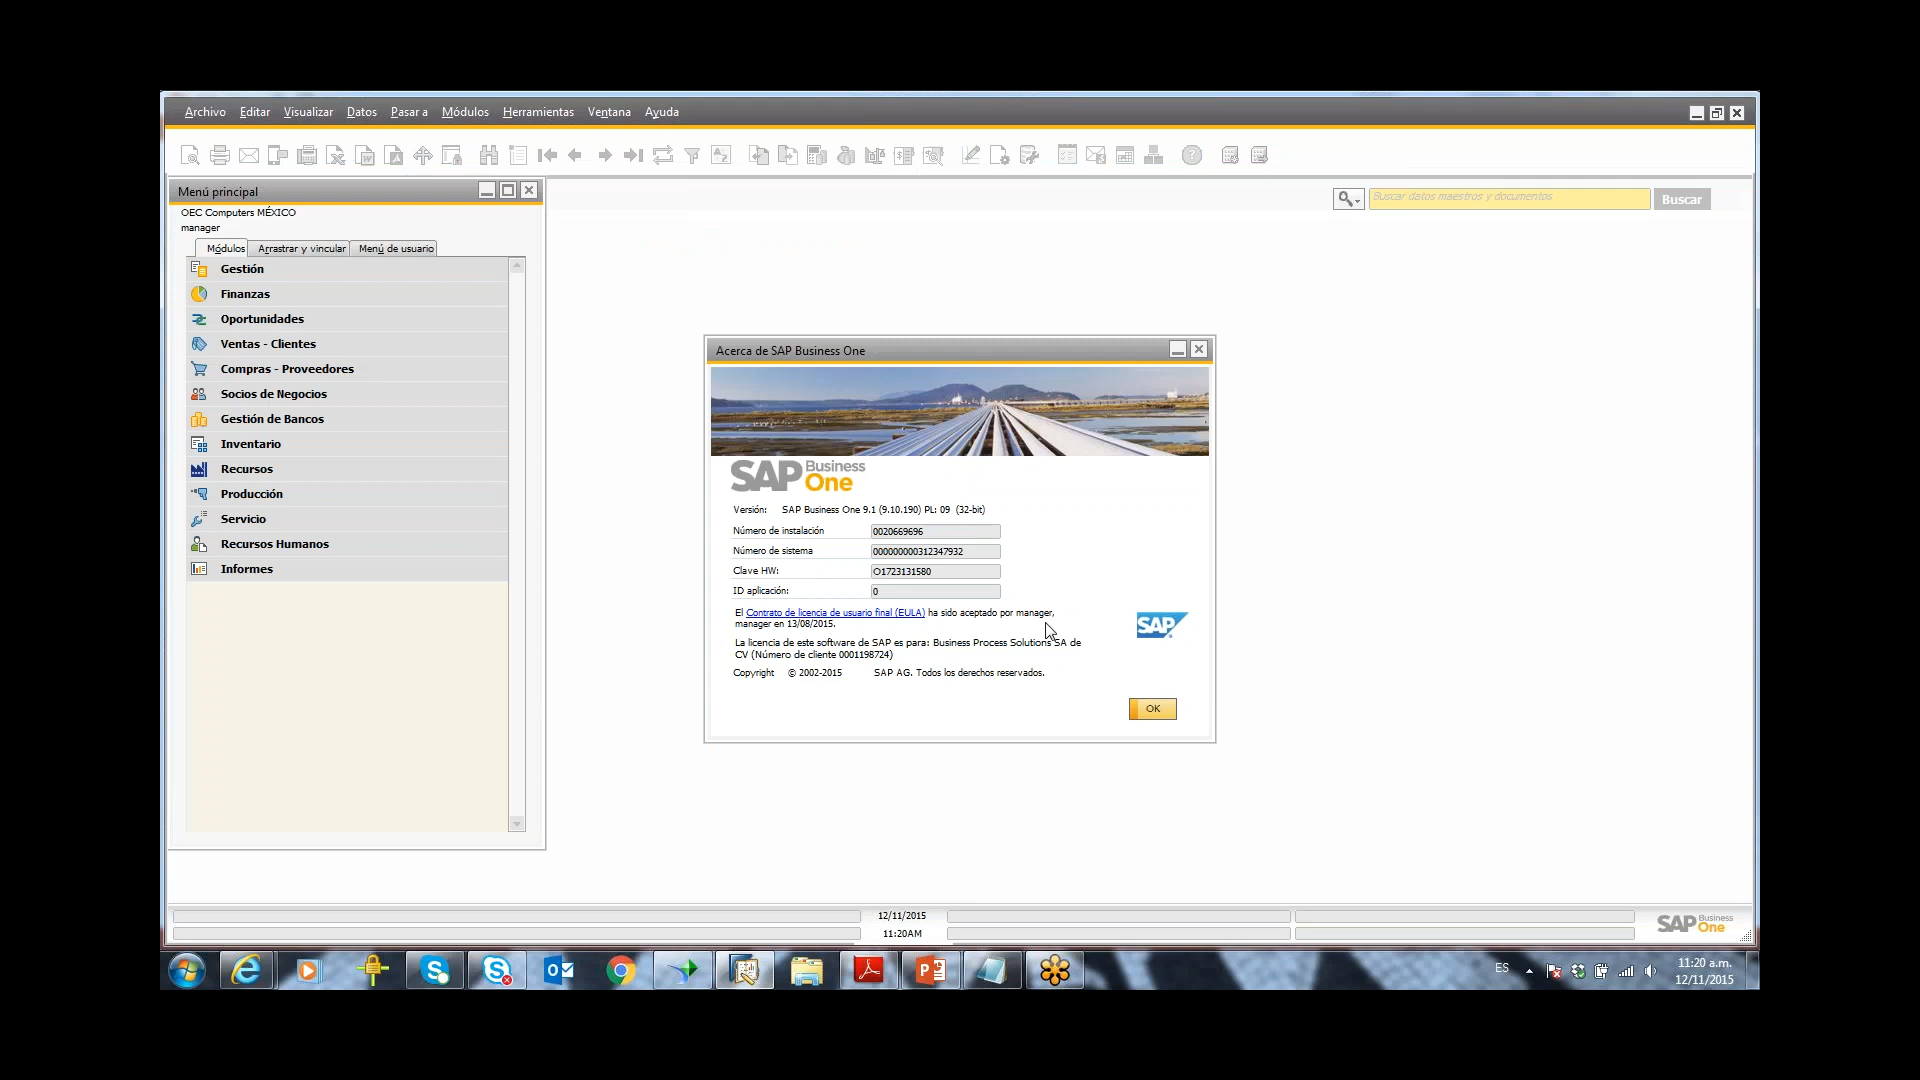 Archivo Editar Visualizar Datos Pasar a Módulos Herramientas Ventana Ayuda
Menú principal
Buscar datos maestros y documentos Buscar
OEC Computers MÉXICO
manager
Módulos Arrastrar y vincular Menú de usuario
Gestión
Finanzas
Oportunidades
Ventas - Clientes
Compras - Proveedores
Socios de Negocios
Gestión de Bancos
Inventario
Recursos
Producción
Servicio
Recursos Humanos
Informes
Acerca de SAP Business One
SAP Business One
Versión: SAP Business One 9.1 (9.10.190) PL: 09 (32-bit)
Número de instalación 0020669696
Número de sistema 000000000312347932
Clave HW: O1723131580
ID aplicación: 0
El Contrato de licencia de usuario final (EULA) ha sido aceptado por manager,
manager en 13/08/2015.
SAP
La licencia de este software de SAP es para: Business Process Solutions SA de
CV (Número de cliente 0001198724)
Copyright © 2002-2015 SAP AG. Todos los derechos reservados.
OK
12/11/2015
11:20AM
SAP Business One
ES
11:20 a.m.
12/11/2015